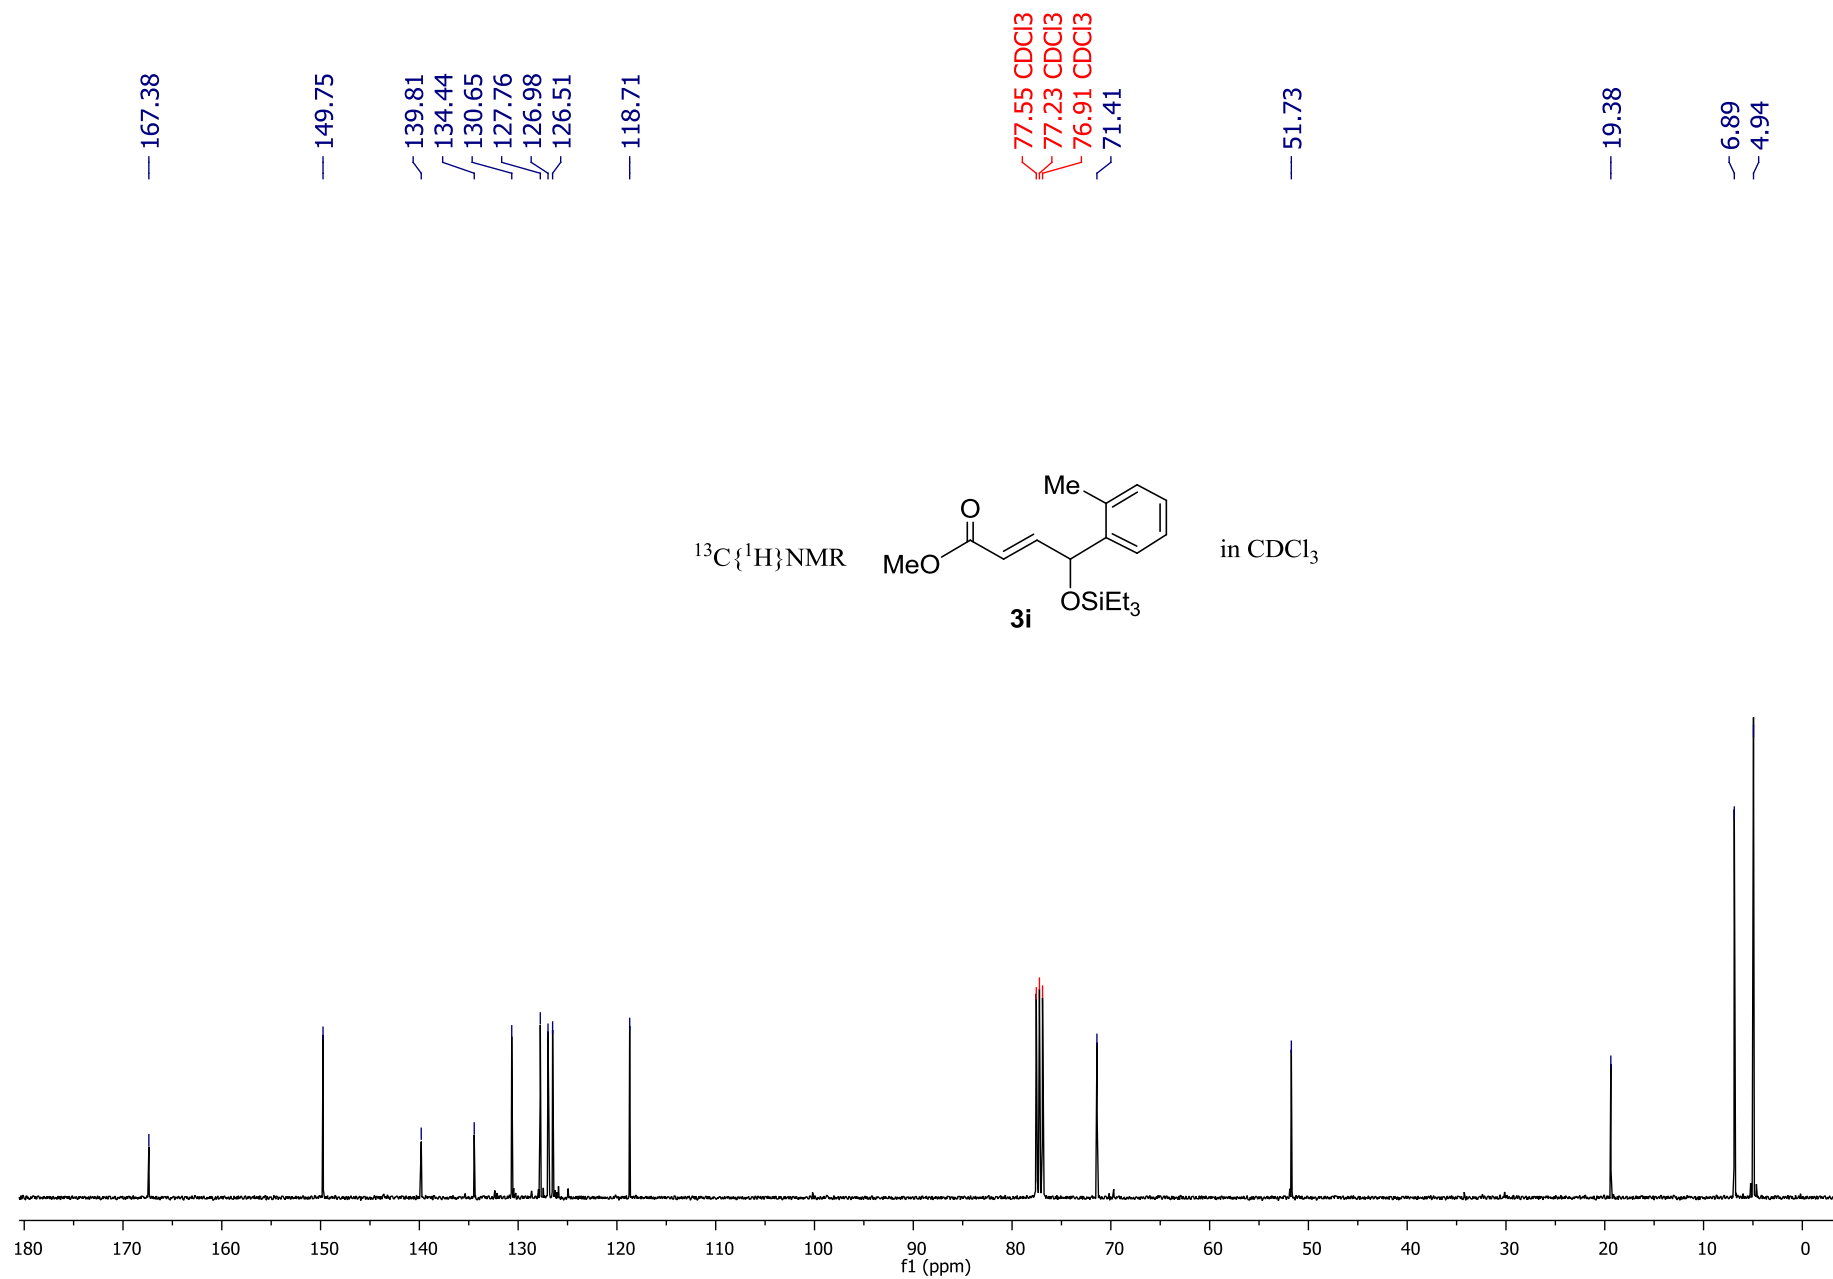 167.38
149.75
139.81
134.44
130.65
127.76
126.98
126.51
118.71
77.55 CDCl3
77.23 CDCl3
76.91 CDCl3
71.41
51.73
19.38
6.89
4.94
Me
O
¹³C{¹H}NMR
MeO
in CDCl₃
OSiEt₃
3i
180 170 160 150 140 130 120 110 100 90 80 70 60 50 40 30 20 10 0
f1 (ppm)